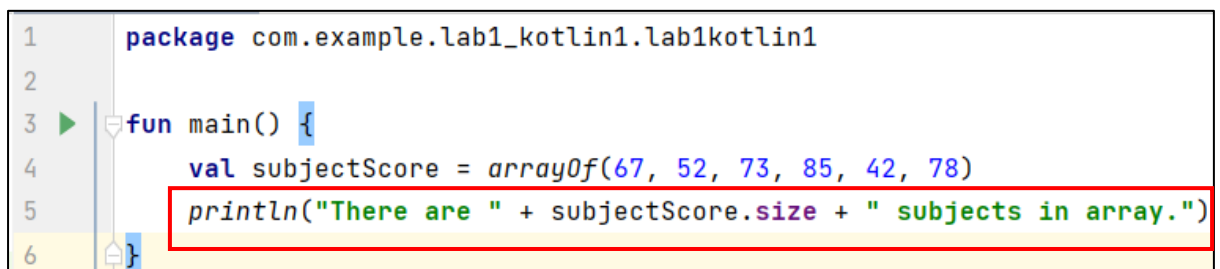 1 package com.example.lab1_kotlin1.lab1kotlin1
2
3 fun main() {
4 val subjectScore = arrayOf(67, 52, 73, 85, 42, 78)
5 println("There are " + subjectScore.size + " subjects in array.")
6 }